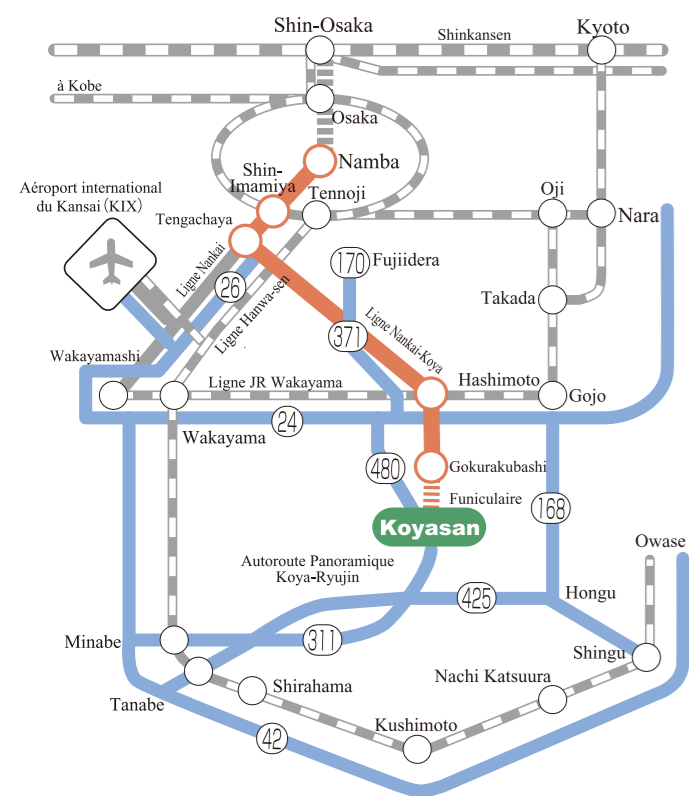 Shin-Osaka
Shinkansen
Kyoto
à Kobe
Osaka
Namba
Shin-
Imamiya
Tennoji
Oji
Nara
Aéroport international
du Kansai (KIX)
Tengachaya
Ligne Nankai
26
Ligne Hanwa-sen
170
Fujiidera
Takada
371
Ligne Nankai-Koya
Wakayamashi
Ligne JR Wakayama
Hashimoto
Gojo
Wakayama
24
480
Gokurakubashi
Funiculaire
168
Koyasan
Autoroute Panoramique
Koya-Ryujin
Owase
425
Hongu
Minabe
311
Shingu
Tanabe
Shirahama
Nachi Katsuura
Kushimoto
42